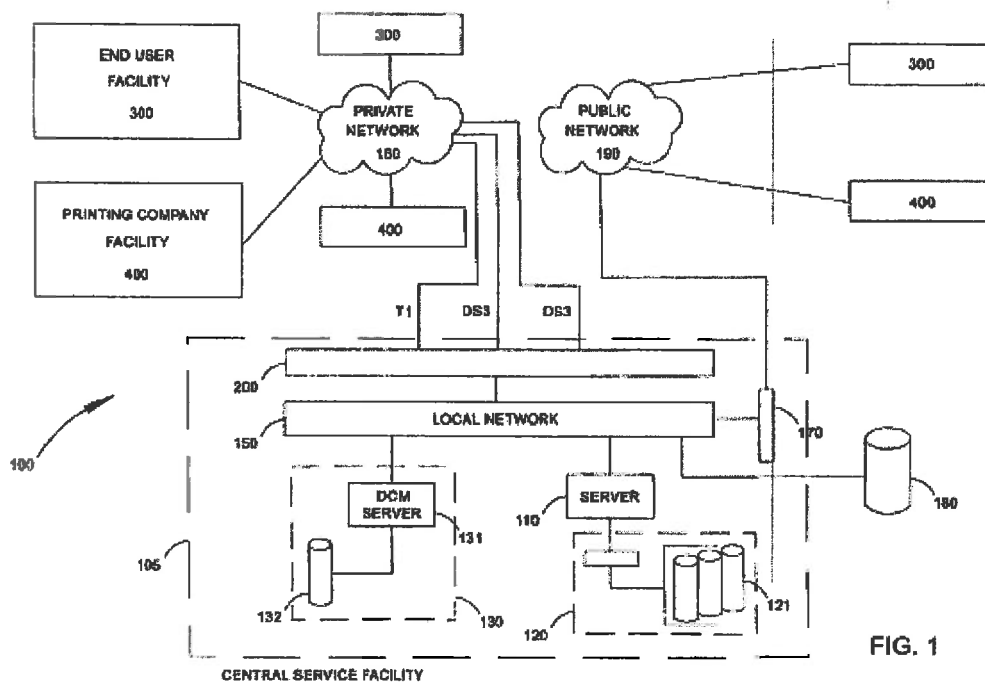 END USER
FACILITY
300
300
PRIVATE
NETWORK
160
PUBLIC
NETWORK
190
300
PRINTING COMPANY
FACILITY
400
400
400
T1
DS3
DS3
200
LOCAL NETWORK
150
170
100
DCM
SERVER
131
SERVER
110
180
105
132
130
120
121
FIG. 1
CENTRAL SERVICE FACILITY